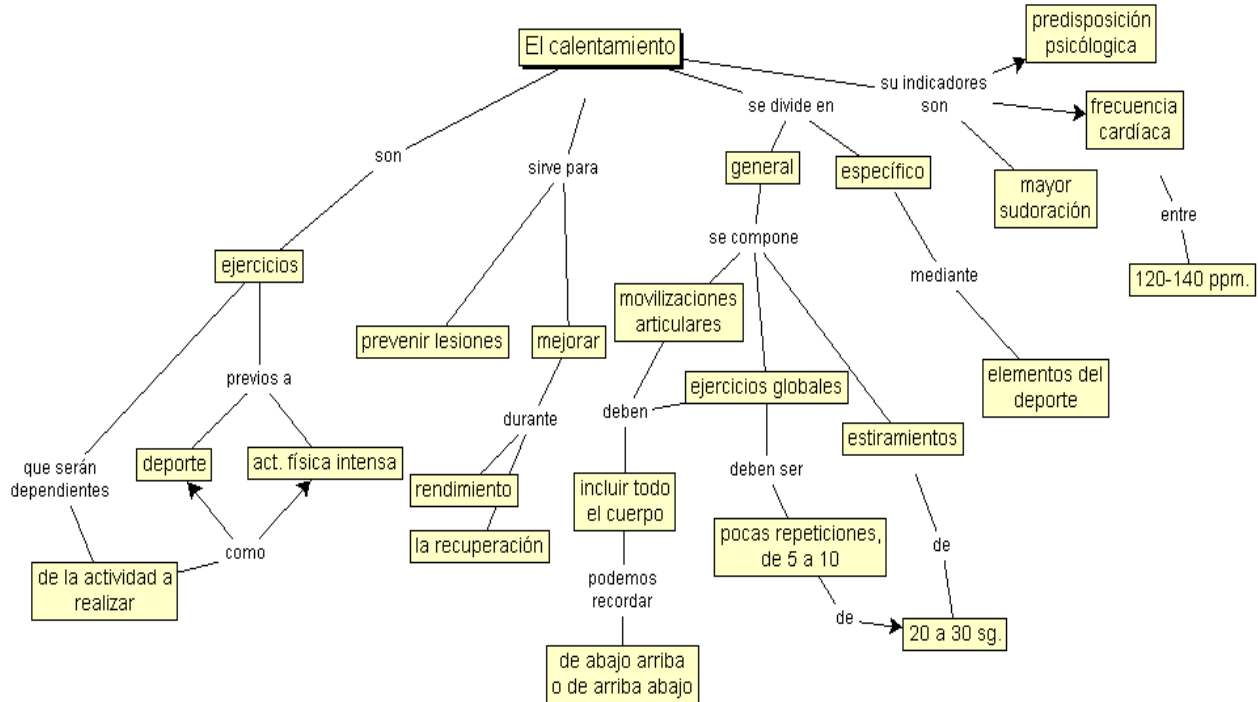 El calentamiento
predisposición
psicólogica
su indicadores
son
frecuencia
cardíaca
se divide en
son
sirve para
general
específico
mayor
sudoración
entre
se compone
ejercicios
mediante
120-140 ppm.
movilizaciones
articulares
prevenir lesiones
mejorar
previos a
ejercicios globales
elementos del
deporte
deben
durante
estiramientos
que serán
dependientes
deporte
act. física intensa
deben ser
rendimiento
incluir todo
el cuerpo
pocas repeticiones,
de 5 a 10
como
la recuperación
de
de la actividad a
realizar
podemos
recordar
de
20 a 30 sg.
de abajo arriba
o de arriba abajo